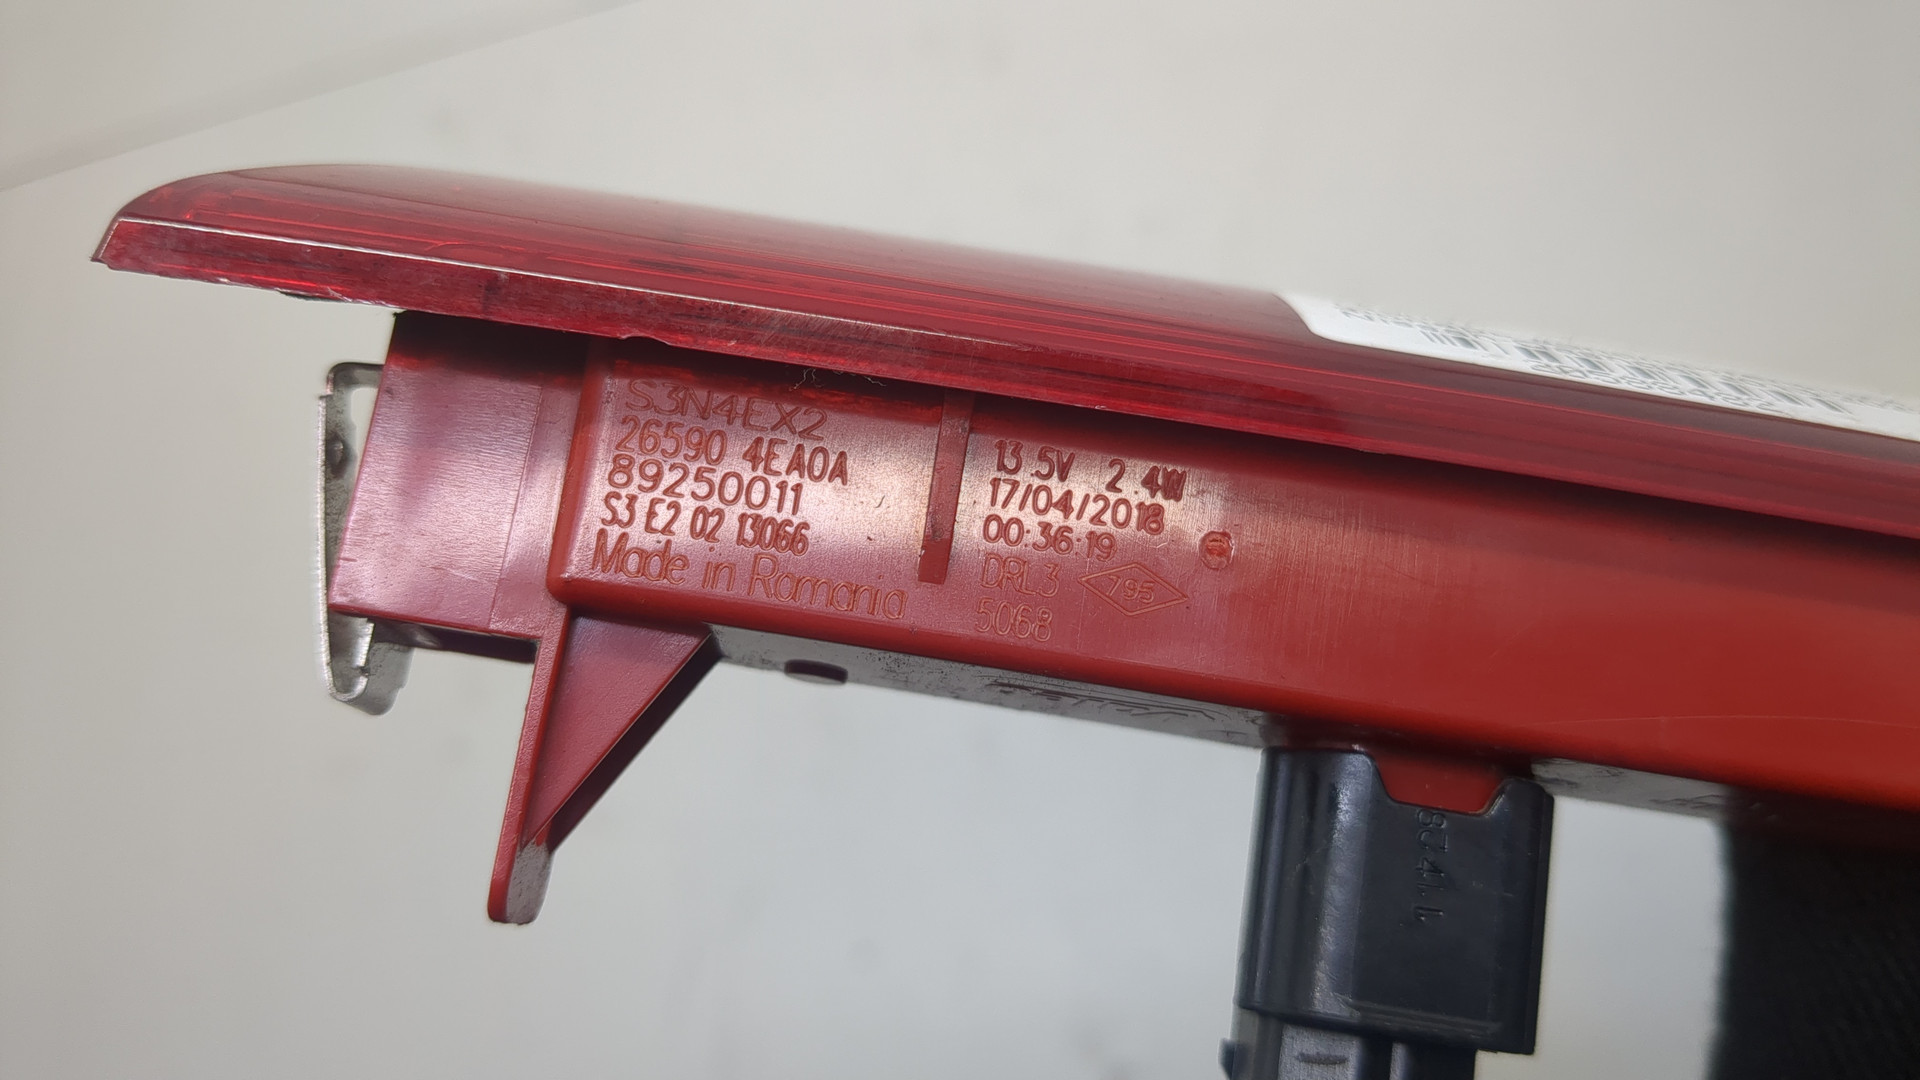 S3N4EX2
26590 4EA0A
89250011
S3 E2 02 13066
Made in Romania
13.5V 2.4W
17/04/2018
00:36:19
DRL3
795
5068